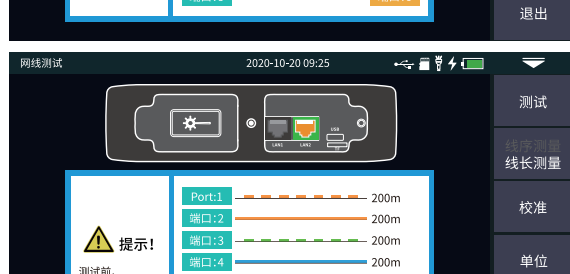 退出
网线测试
2020-10-20 09:25
测试
线序测量
线长测量
校准
单位
USB
LAN1
LAN2
Port:1
200m
端口:2
200m
端口:3
200m
端口:4
200m
提示!
测试前,